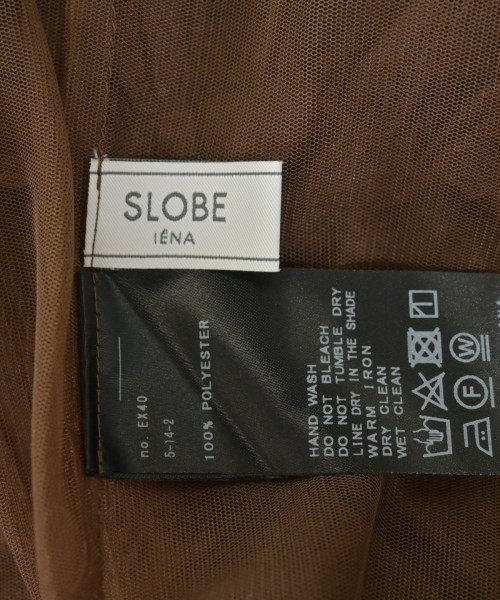 SLOBE
IÉNA
no. EX40
5-14-2
100% POLYESTER
HAND WASH
DO NOT BLEACH
DO NOT TUMBLE DRY
LINE DRY IN THE SHADE
WARM IRON
DRY CLEAN
WET CLEAN
F
W